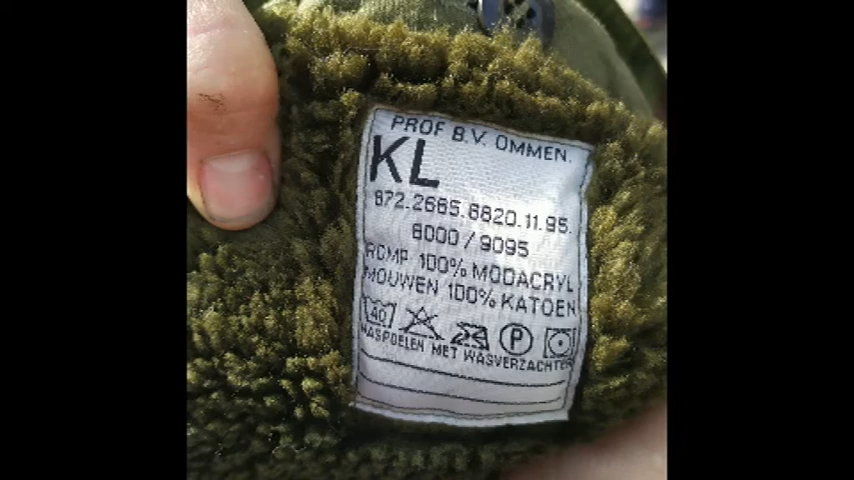 PROF B.V. OMMEN.
KL
872.2665.6820.11.95.
8000 / 9095
ROMP 100% MODACRYL
MOUWEN 100% KATOEN
40 P
NASPOELEN MET WASVERZACHTER